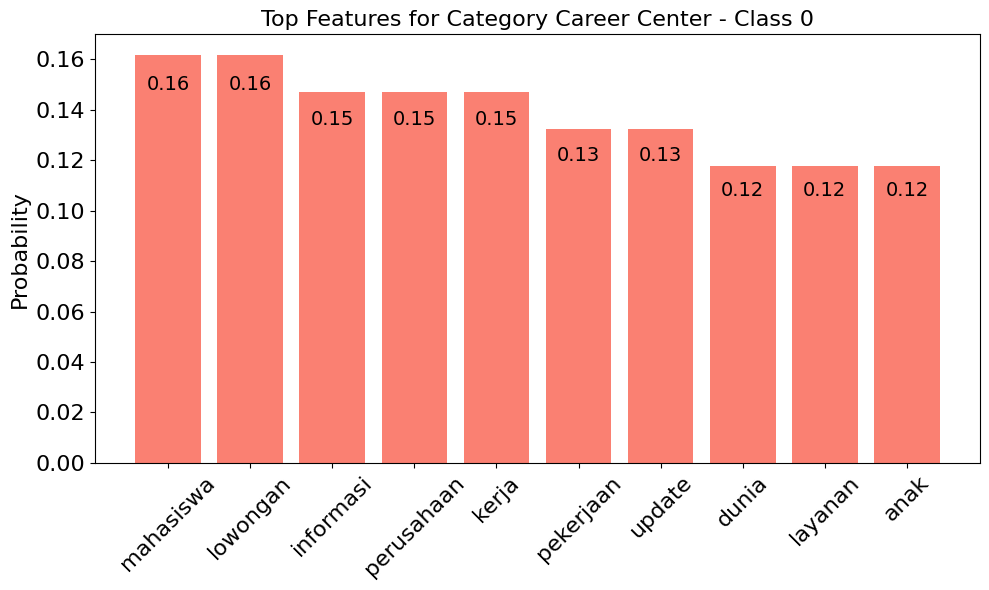 Top Features for Category Career Center - Class 0
Probability
0.16
0.14
0.12
0.10
0.08
0.06
0.04
0.02
0.00
0.16
0.16
0.15
0.15
0.15
0.13
0.13
0.12
0.12
0.12
mahasiswa
lowongan
informasi
perusahaan
kerja
pekerjaan
update
dunia
layanan
anak